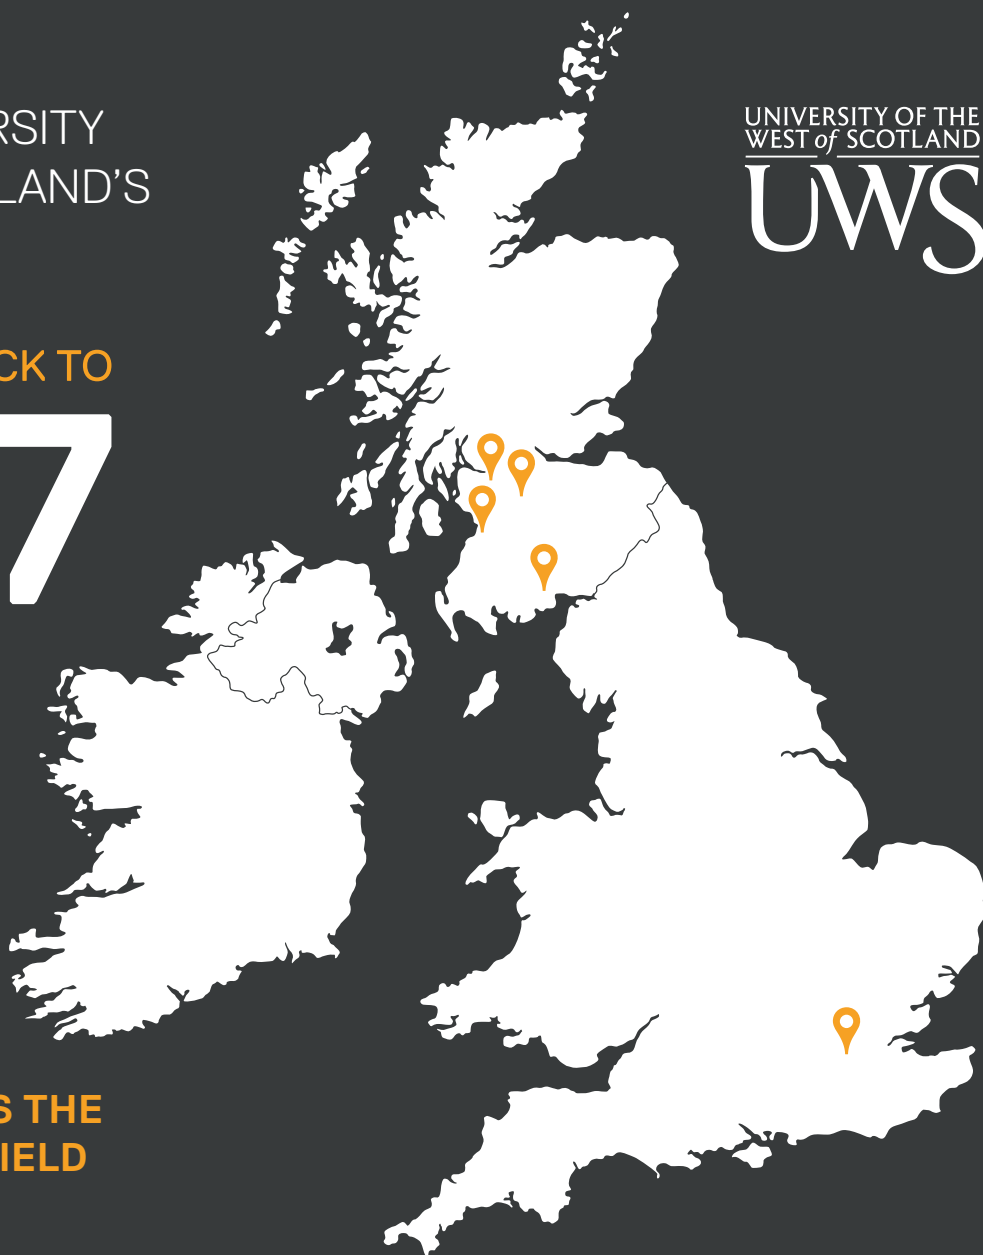 RSITY
LAND'S
UNIVERSITY OF THE
WEST of SCOTLAND
UWS
CK TO
7
S THE
IELD